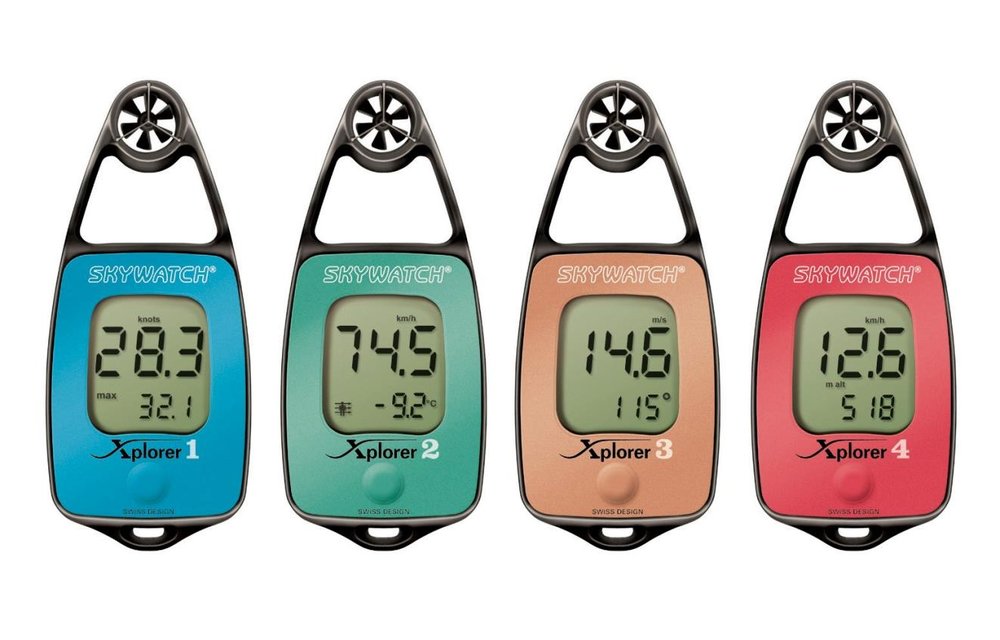 SKYWATCH®
knots
28.3
max
32.1
Xplorer 1
SWISS DESIGN
SKYWATCH®
km/h
74.5
-9.2°C
Xplorer 2
SWISS DESIGN
SKYWATCH®
m/s
14.6
115°
Xplorer 3
SWISS DESIGN
SKYWATCH®
km/h
12.6
m alt
518
Xplorer 4
SWISS DESIGN